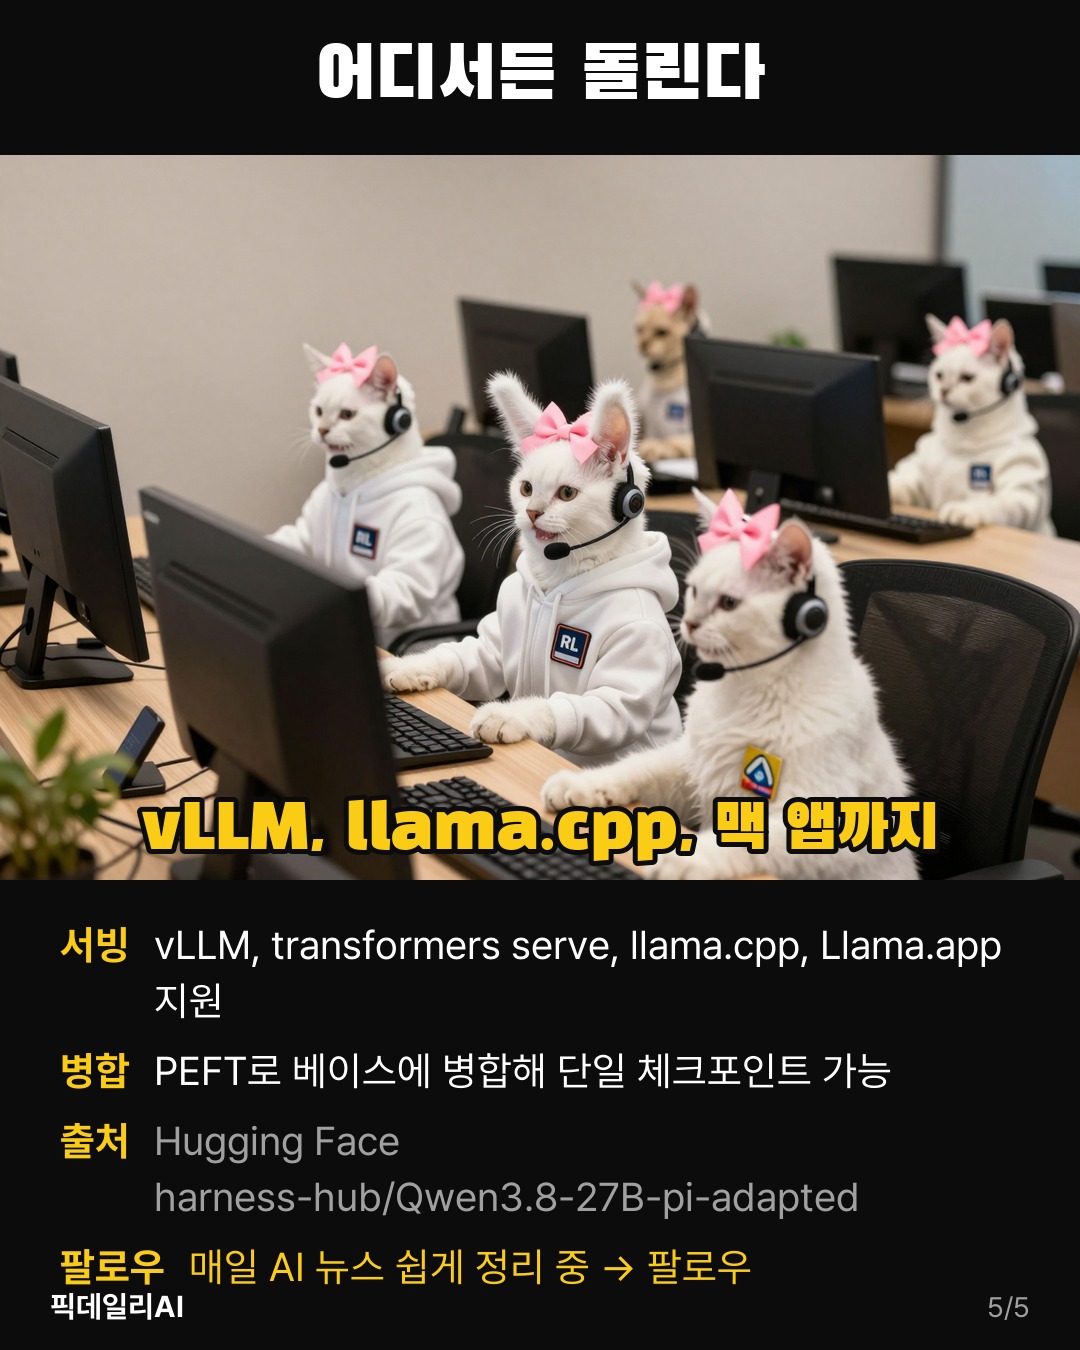 어디서든 돌린다
RL
RL
vLLM, llama.cpp, 맥 앱까지
서빙 vLLM, transformers serve, llama.cpp, Llama.app
지원
병합 PEFT로 베이스에 병합해 단일 체크포인트 가능
출처 Hugging Face
harness-hub/Qwen3.8-27B-pi-adapted
팔로우 매일 AI 뉴스 쉽게 정리 중 → 팔로우
픽데일리AI
5/5